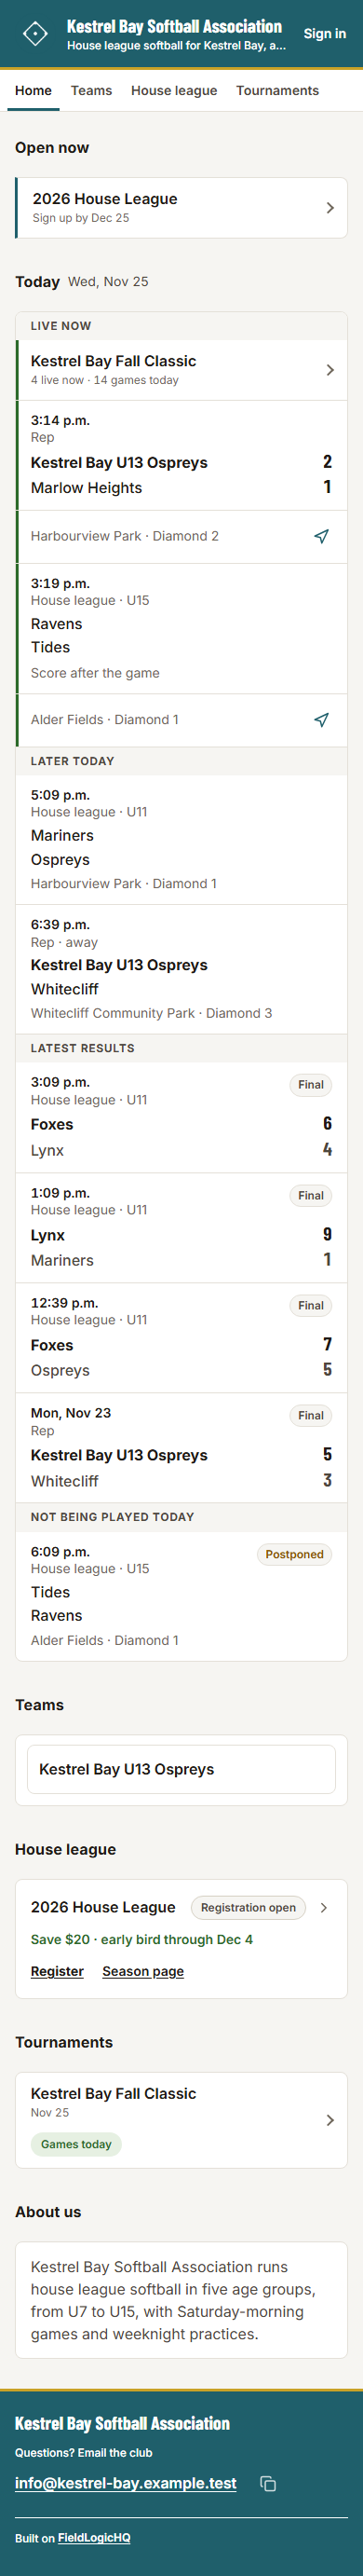 Kestrel Bay Softball Association
House league softball for Kestrel Bay, a...
Sign in
Home Teams House league Tournaments
Open now
2026 House League
Sign up by Dec 25
Today Wed, Nov 25
LIVE NOW
Kestrel Bay Fall Classic
4 live now · 14 games today
3:14 p.m.
Rep
Kestrel Bay U13 Ospreys 2
Marlow Heights 1
Harbourview Park · Diamond 2
3:19 p.m.
House league · U15
Ravens
Tides
Score after the game
Alder Fields · Diamond 1
LATER TODAY
5:09 p.m.
House league · U11
Mariners
Ospreys
Harbourview Park · Diamond 1
6:39 p.m.
Rep · away
Kestrel Bay U13 Ospreys
Whitecliff
Whitecliff Community Park · Diamond 3
LATEST RESULTS
3:09 p.m. Final
House league · U11
Foxes 6
Lynx 4
1:09 p.m. Final
House league · U11
Lynx 9
Mariners 1
12:39 p.m. Final
House league · U11
Foxes 7
Ospreys 5
Mon, Nov 23 Final
Rep
Kestrel Bay U13 Ospreys 5
Whitecliff 3
NOT BEING PLAYED TODAY
6:09 p.m. Postponed
House league · U15
Tides
Ravens
Alder Fields · Diamond 1
Teams
Kestrel Bay U13 Ospreys
House league
2026 House League Registration open
Save $20 · early bird through Dec 4
Register Season page
Tournaments
Kestrel Bay Fall Classic
Nov 25
Games today
About us
Kestrel Bay Softball Association runs
house league softball in five age groups,
from U7 to U15, with Saturday-morning
games and weeknight practices.
Kestrel Bay Softball Association
Questions? Email the club
info@kestrel-bay.example.test
Built on FieldLogicHQ